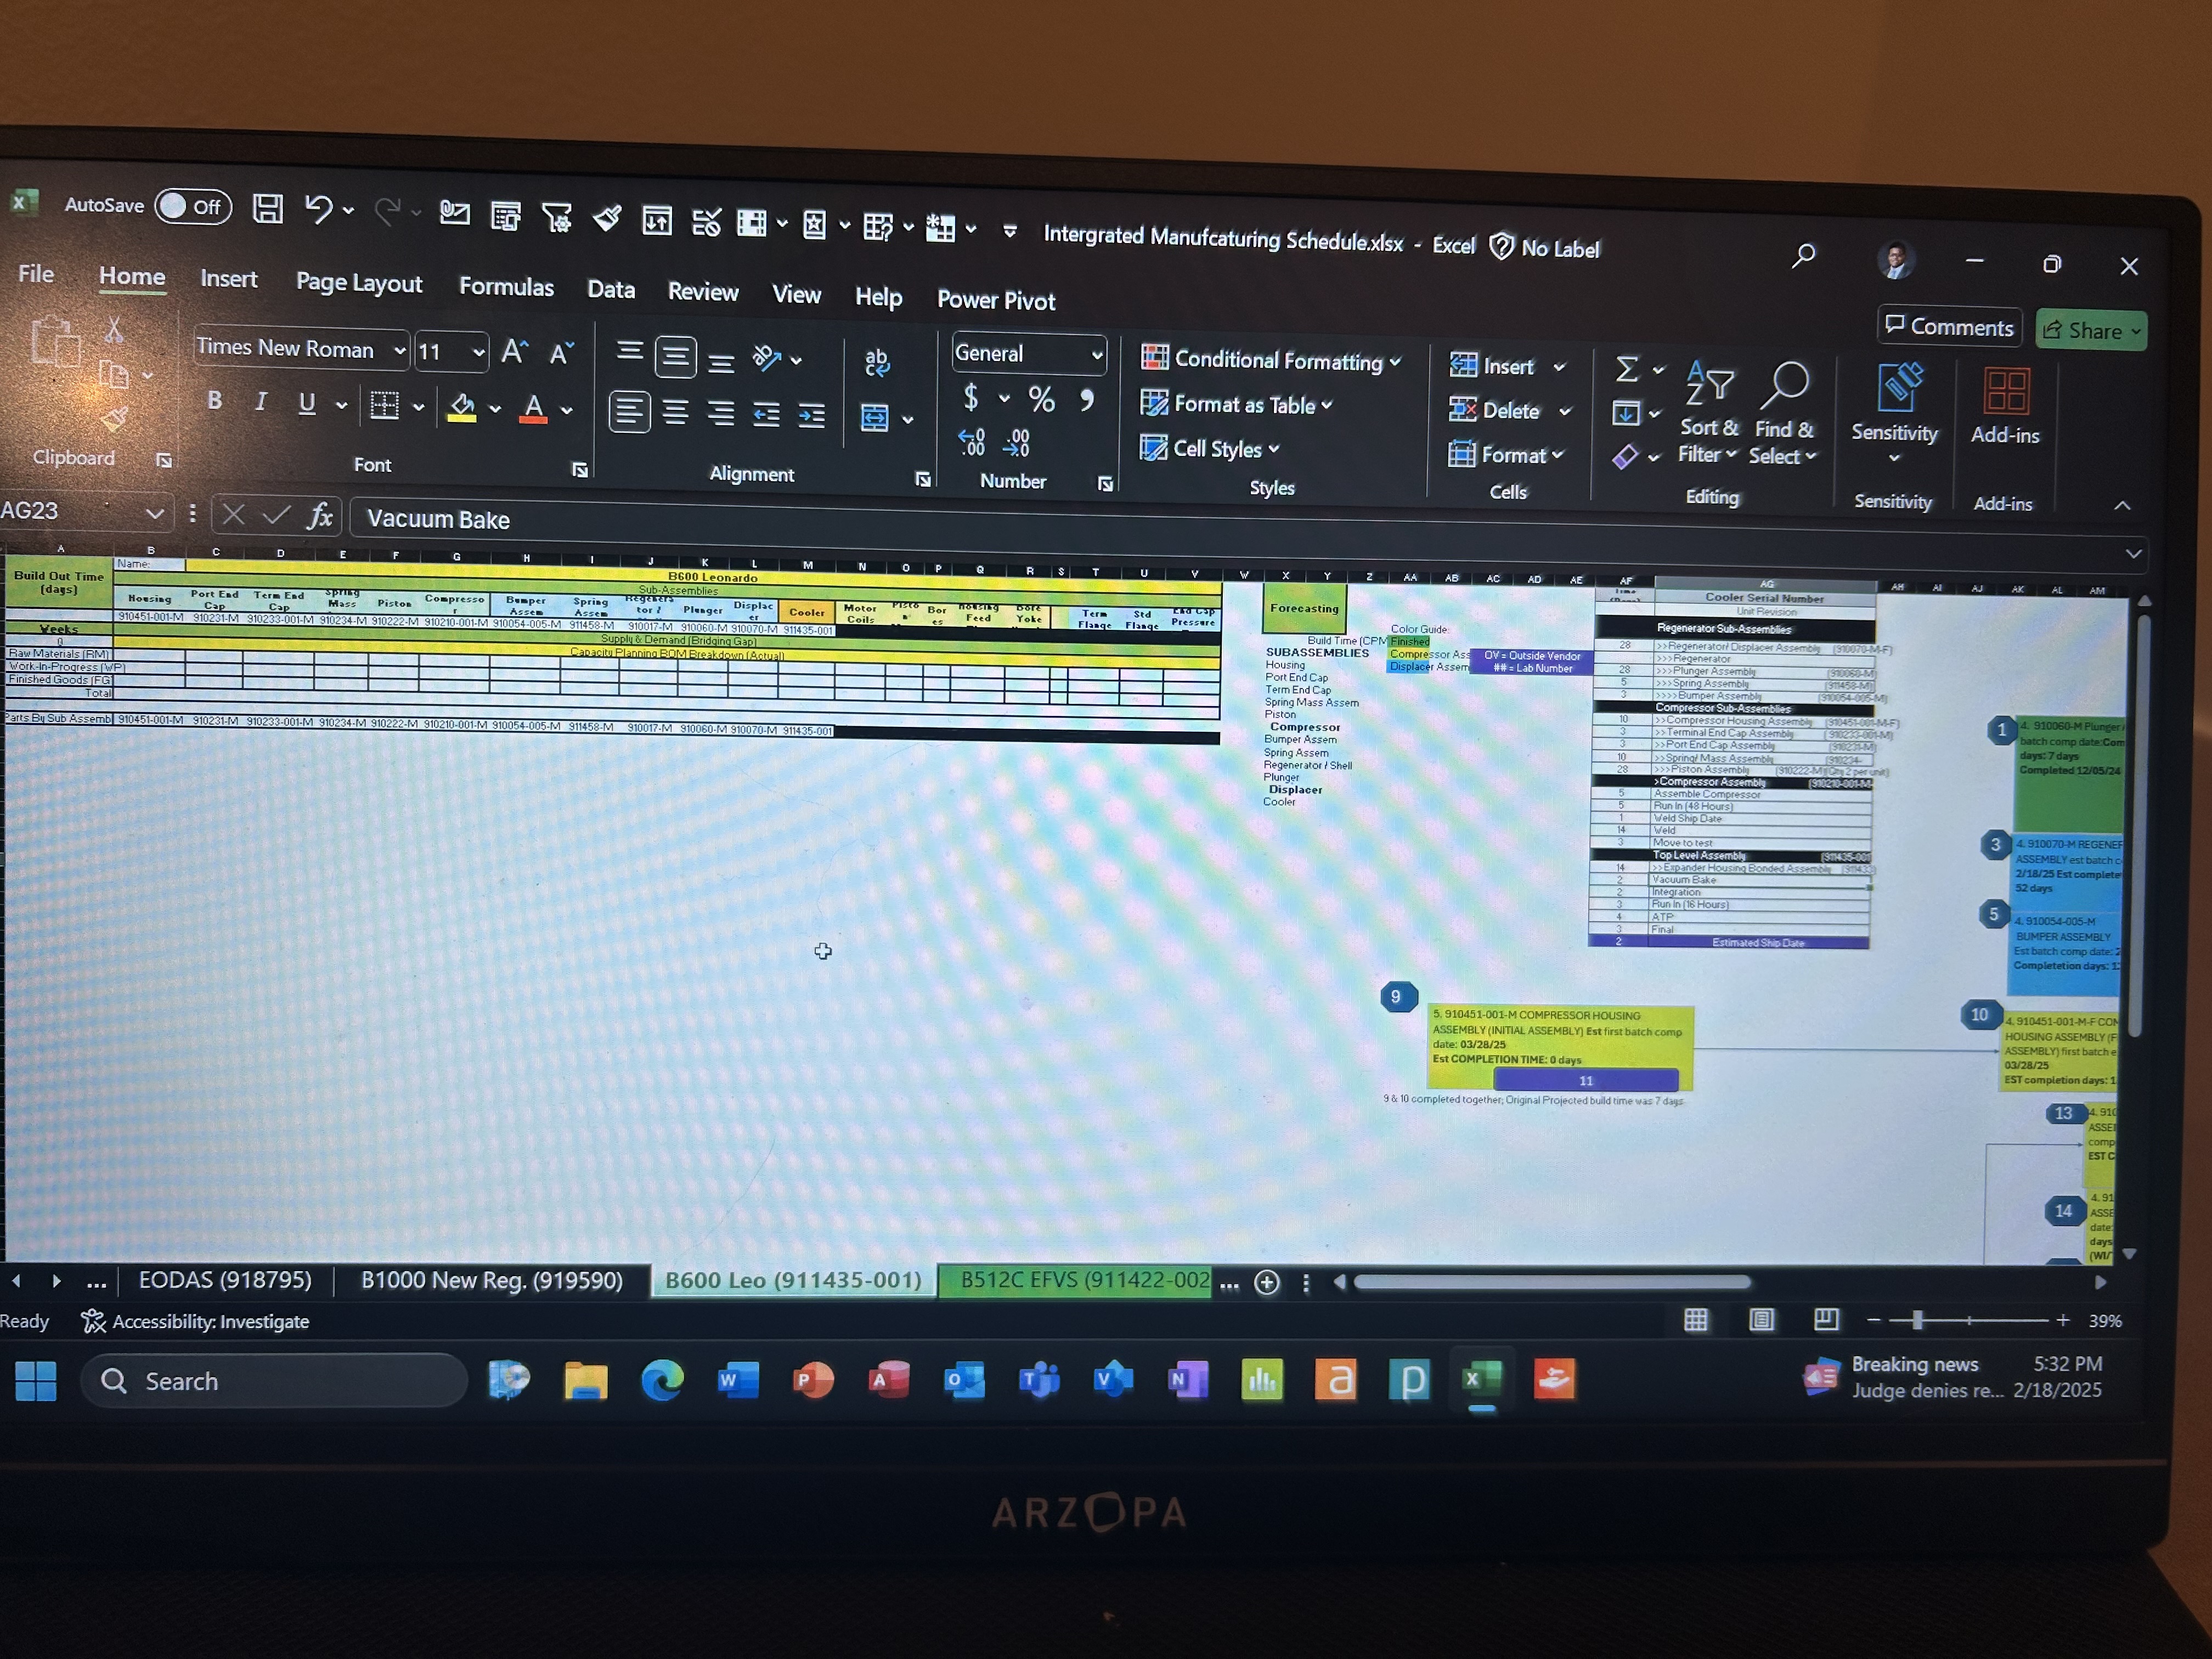 AutoSave Off
Intergrated Manufcaturing Schedule.xlsx - Excel
No Label
File Home Insert Page Layout Formulas Data Review View Help Power Pivot
Comments
Share
Times New Roman 11
General
Conditional Formatting
Format as Table
Cell Styles
Insert
Delete
Format
Sort & Filter
Find & Select
Sensitivity
Add-ins
Clipboard Font Alignment Number Styles Cells Editing Sensitivity Add-ins
AG23
Vacuum Bake
A B C D E F G H I J K L M N O P Q R S T U V W X Y Z AA AB AC AD AE AF AG AH AI AJ AK AL AM
Build Out Time (days)
Name:
B600 Leonardo
Sub-Assemblies
Housing
Port End Cap
Term End Cap
Spring Mass
Piston
Compressor
Bumper Assem
Spring Assem
Plunger
Displacer
Cooler
Motor Coils
Bores
Housing Feed
Bore Yoke
Term Flange
Std Flange
End Cap Pressure
910451-001-M 910231-M 910233-001-M 910234-M 910222-M 910210-001-M 910054-005-M 911458-M 910017-M 910060-M 910070-M 911435-001
Weeks
Supply & Demand (Bridging Gap)
0
Capacity Planning BOM Breakdown (Actual)
Raw Materials (RM)
Work-In-Progress (WP)
Finished Goods (FG)
Total
Parts By Sub Assemb 910451-001-M 910231-M 910233-001-M 910234-M 910222-M 910210-001-M 910054-005-M 911458-M 910017-M 910060-M 910070-M 911435-001
Forecasting
Build Time (CPM
SUBASSEMBLIES
Housing
Port End Cap
Term End Cap
Spring Mass Assem
Piston
Compressor
Bumper Assem
Spring Assem
Regenerator / Shell
Plunger
Displacer
Cooler
Color Guide:
Finished
Compressor Ass
Displacer Assem
OV = Outside Vendor
## = Lab Number
Cooler Serial Number
Unit Revision
Regenerator Sub-Assemblies
28 >>Regenerator/ Displacer Assembly (910070-M-F)
>>>Regenerator
28 >>>Plunger Assembly (910060-M)
5 >>>Spring Assembly (911458-M)
3 >>>>Bumper Assembly (910054-005-M)
Compressor Sub-Assemblies
10 >>Compressor Housing Assembly (910451-001-M-F)
3 >>Terminal End Cap Assembly (910233-001-M)
3 >>Port End Cap Assembly (910231-M)
10 >>Spring/ Mass Assembly (910234-
28 >>>Piston Assembly (910222-M)(Qty 2 per unit)
>Compressor Assembly (910210-001-M
5 Assemble Compressor
5 Run In (48 Hours)
1 Weld Ship Date
14 Weld
3 Move to test
Top Level Assembly (911435-001
14 >>Expander Housing Bonded Assembly
2 Vacuum Bake
2 Integration
3 Run In (16 Hours)
4 ATP
3 Final
2 Estimated Ship Date
1
4. 910060-M Plunger
batch comp date:Com
days: 7 days
Completed 12/05/24
3
4. 910070-M REGENER
ASSEMBLY est batch c
2/18/25 Est complete
52 days
5
4. 910054-005-M
BUMPER ASSEMBLY
Est batch comp date: 2
Completetion days: 1
9
5. 910451-001-M COMPRESSOR HOUSING
ASSEMBLY (INITIAL ASSEMBLY) Est first batch comp
date: 03/28/25
Est COMPLETION TIME: 0 days
11
9 & 10 completed together; Original Projected build time was 7 days
10
4. 910451-001-M-F COM
HOUSING ASSEMBLY (F
ASSEMBLY) first batch e
03/28/25
EST completion days: 1
13
4. 910
ASSE
comp
EST C
14
4. 91
ASSE
date:
days
(WI/
... EODAS (918795) B1000 New Reg. (919590) B600 Leo (911435-001) B512C EFVS (911422-002 ...
Ready
Accessibility: Investigate
39%
Search
Breaking news
Judge denies re...
5:32 PM
2/18/2025
ARZOPA